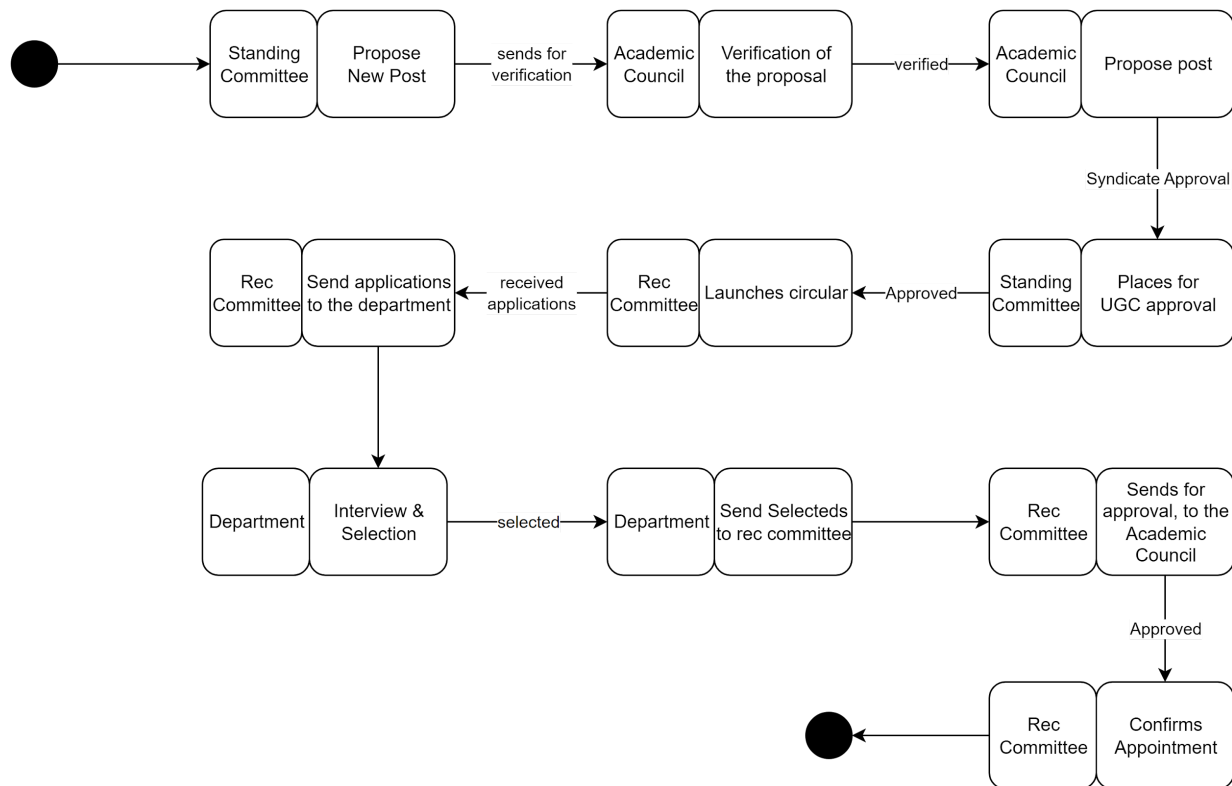 Standing
Committee
Propose
New Post
sends for
verification
Academic
Council
Verification of
the proposal
verified
Academic
Council
Propose post
Syndicate Approval
Rec
Committee
Send applications
to the department
received
applications
Rec
Committee
Launches circular
Approved
Standing
Committee
Places for
UGC approval
Department
Interview &
Selection
selected
Department
Send Selecteds
to rec committee
Rec
Committee
Sends for
approval, to the
Academic
Council
Approved
Rec
Committee
Confirms
Appointment